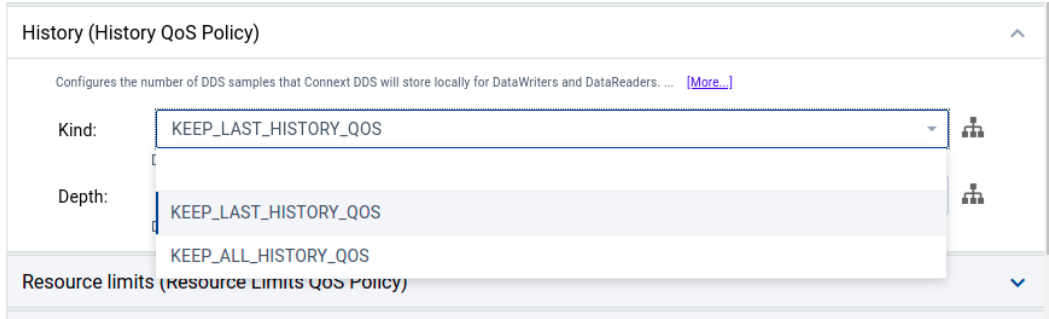 History (History QoS Policy)
Configures the number of DDS samples that Connext DDS will store locally for DataWriters and DataReaders. ... [More...]
Kind:
KEEP_LAST_HISTORY_QOS
Depth:
KEEP_LAST_HISTORY_QOS
KEEP_ALL_HISTORY_QOS
Resource limits (Resource Limits QoS Policy)